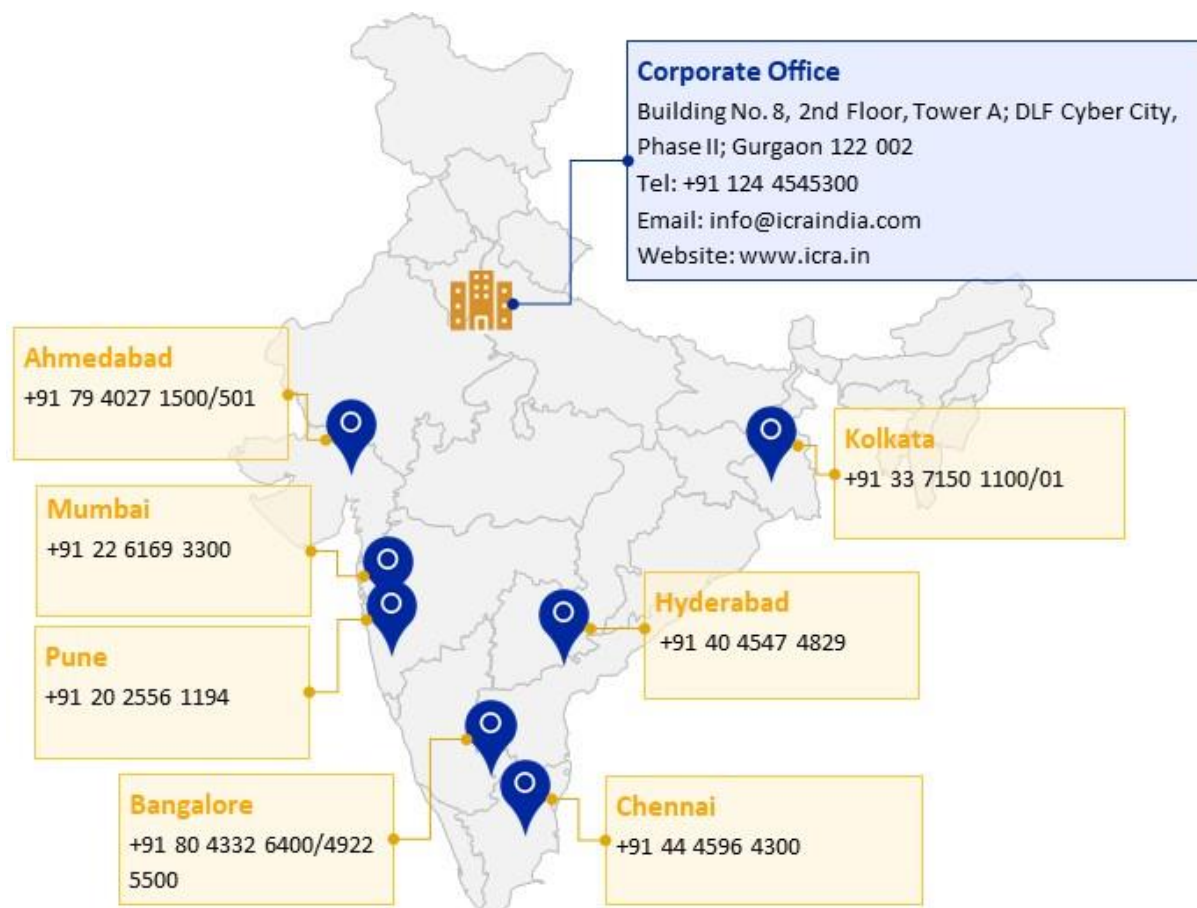 Corporate Office
Building No. 8, 2nd Floor, Tower A; DLF Cyber City,
Phase II; Gurgaon 122 002
Tel: +91 124 4545300
Email: info@icraindia.com
Website: www.icra.in
Ahmedabad
+91 79 4027 1500/501
Kolkata
+91 33 7150 1100/01
Mumbai
+91 22 6169 3300
Hyderabad
+91 40 4547 4829
Pune
+91 20 2556 1194
Bangalore
+91 80 4332 6400/4922
5500
Chennai
+91 44 4596 4300